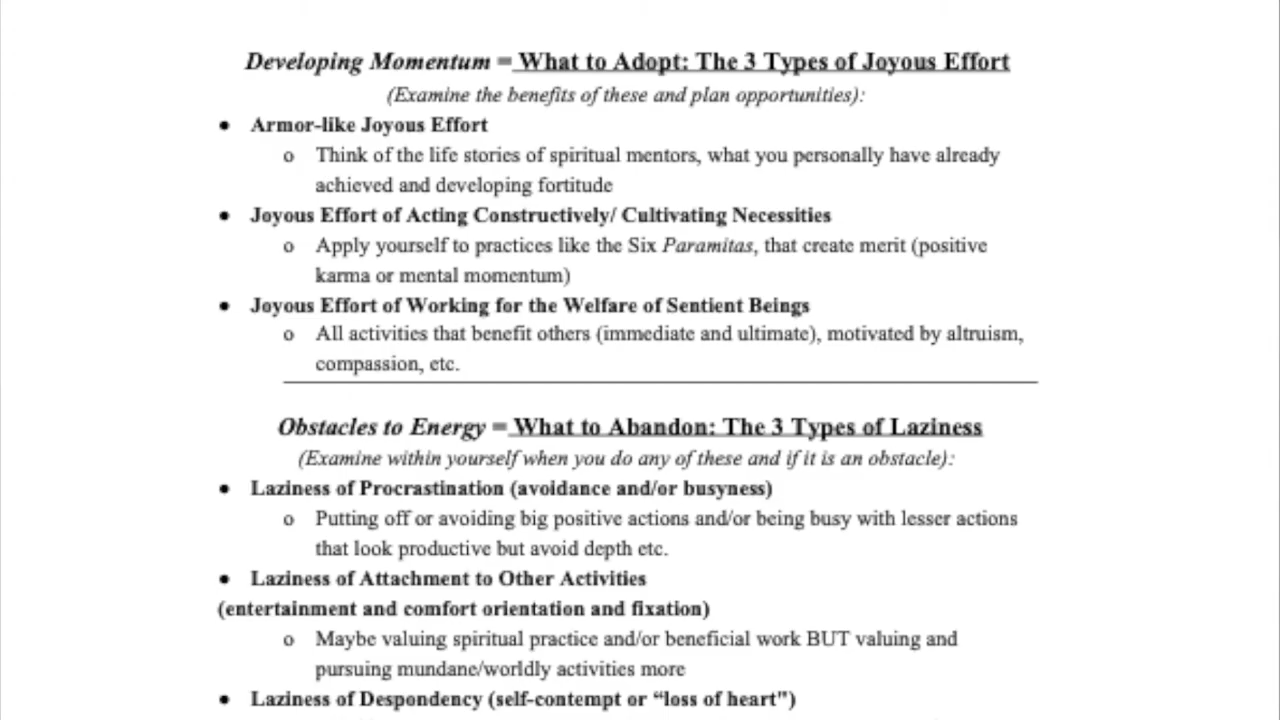 Developing Momentum = What to Adopt: The 3 Types of Joyous Effort
(Examine the benefits of these and plan opportunities):
● Armor-like Joyous Effort
o Think of the life stories of spiritual mentors, what you personally have already
achieved and developing fortitude
● Joyous Effort of Acting Constructively/ Cultivating Necessities
o Apply yourself to practices like the Six Paramitas, that create merit (positive
karma or mental momentum)
● Joyous Effort of Working for the Welfare of Sentient Beings
o All activities that benefit others (immediate and ultimate), motivated by altruism,
compassion, etc.
Obstacles to Energy = What to Abandon: The 3 Types of Laziness
(Examine within yourself when you do any of these and if it is an obstacle):
● Laziness of Procrastination (avoidance and/or busyness)
o Putting off or avoiding big positive actions and/or being busy with lesser actions
that look productive but avoid depth etc.
● Laziness of Attachment to Other Activities
(entertainment and comfort orientation and fixation)
o Maybe valuing spiritual practice and/or beneficial work BUT valuing and
pursuing mundane/worldly activities more
● Laziness of Despondency (self-contempt or “loss of heart")